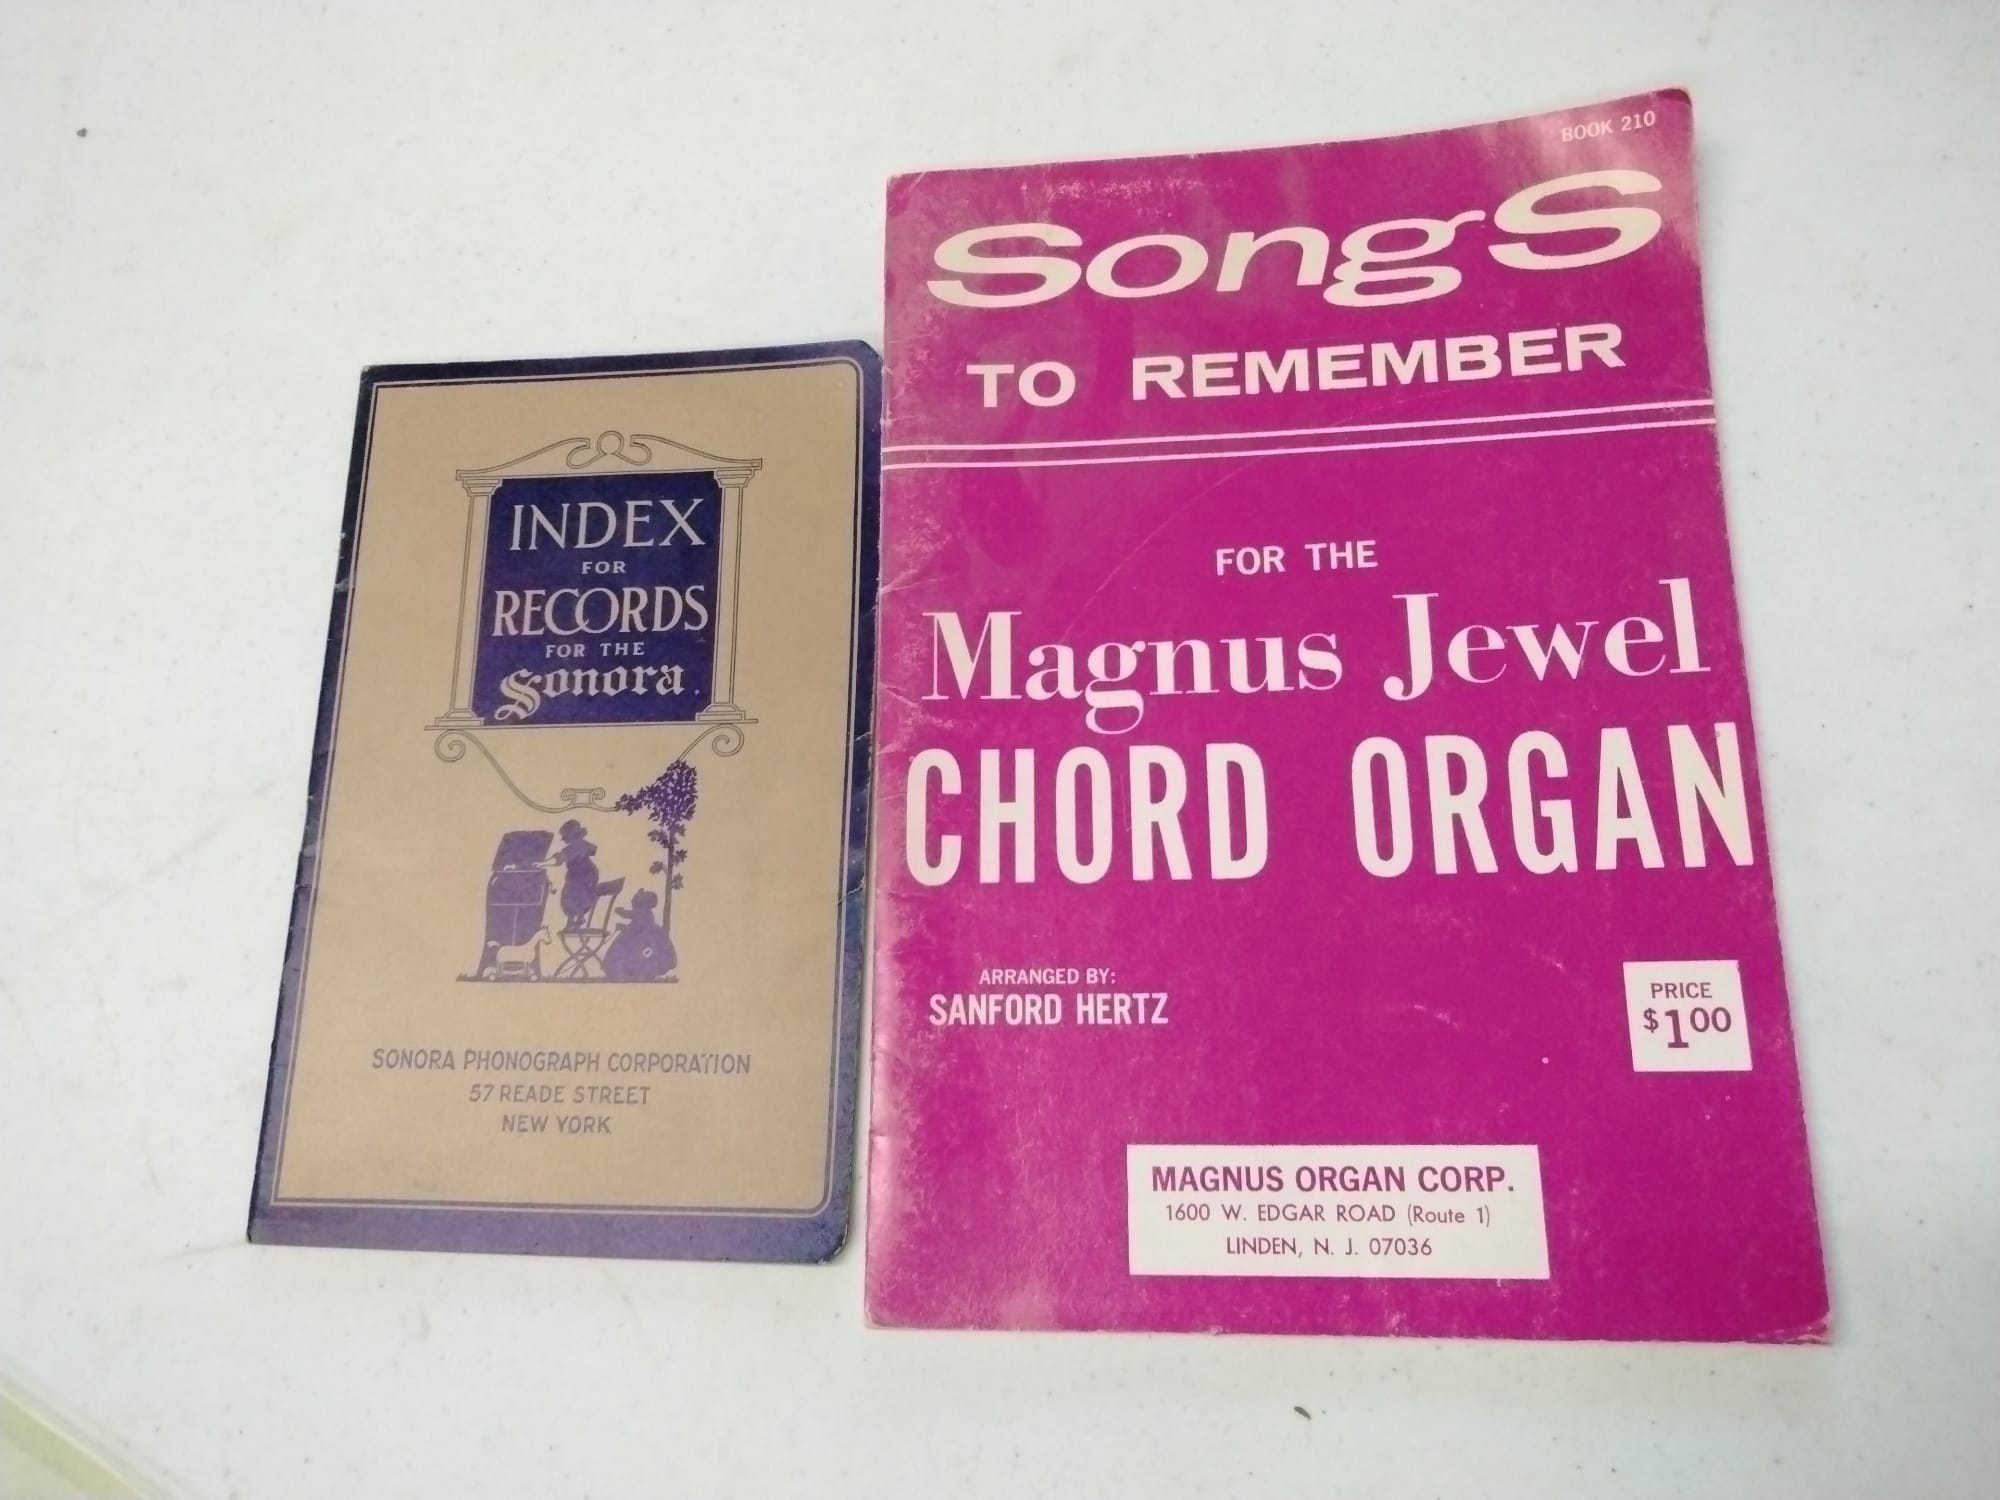 INDEX
FOR
RECORDS
FOR THE
Sonora.
SONORA PHONOGRAPH CORPORATION
57 READE STREET
NEW YORK
BOOK 210
SongS
TO REMEMBER
FOR THE
Magnus Jewel
CHORD ORGAN
ARRANGED BY:
SANFORD HERTZ
PRICE
$1.00
MAGNUS ORGAN CORP.
1600 W. EDGAR ROAD (Route 1)
LINDEN, N. J. 07036